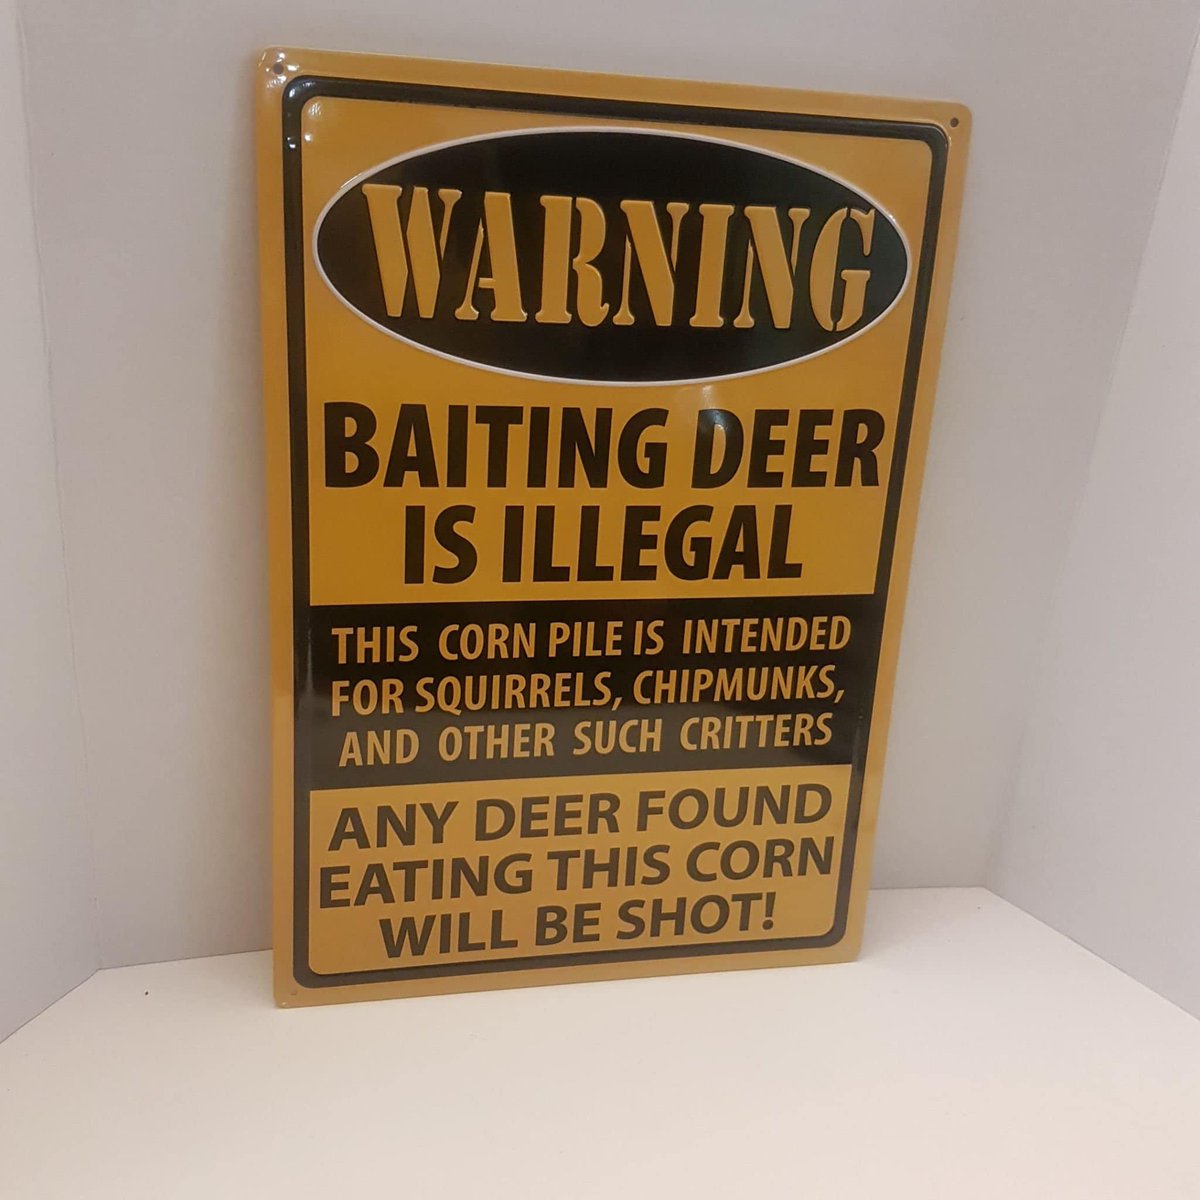 WARNING
BAITING DEER
IS ILLEGAL
THIS CORN PILE IS INTENDED
FOR SQUIRRELS, CHIPMUNKS,
AND OTHER SUCH CRITTERS
ANY DEER FOUND
EATING THIS CORN
WILL BE SHOT!